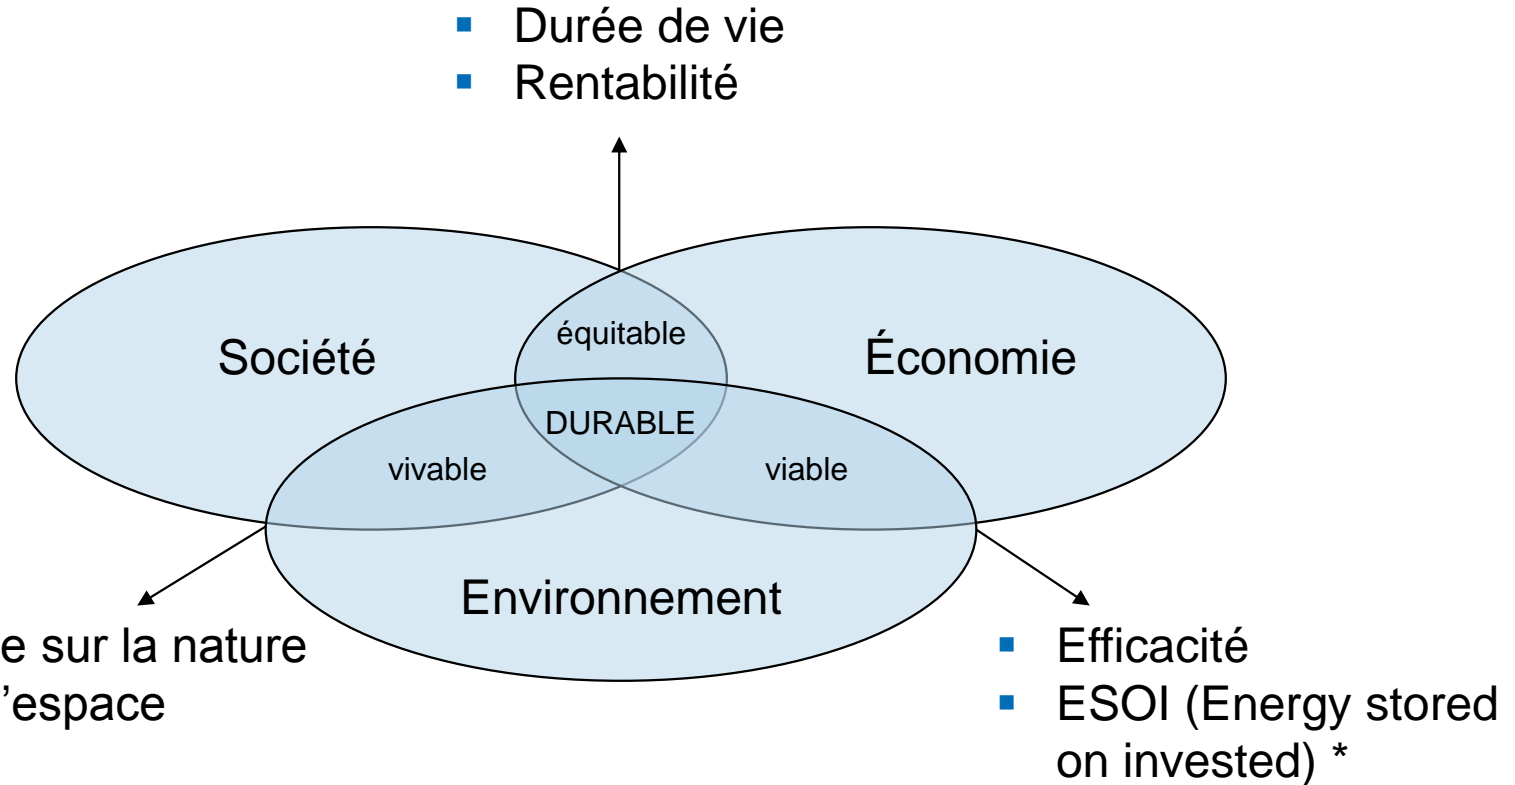 ▪ Durée de vie
▪ Rentabilité
équitable
Société
Économie
DURABLE
vivable
viable
Environnement
e sur la nature
’espace
▪ Efficacité
▪ ESOI (Energy stored
on invested) *